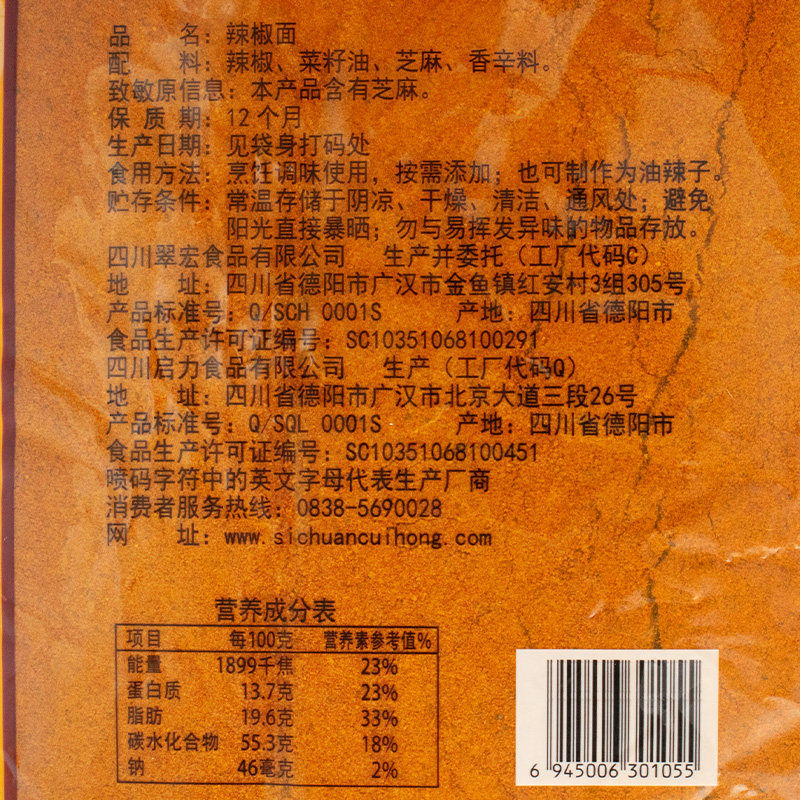 品　　名：辣椒面
配　　料：辣椒、菜籽油、芝麻、香辛料。
致敏原信息：本产品含有芝麻。
保 质 期：12个月
生产日期：见袋身打码处
食用方法：烹饪调味使用，按需添加；也可制作为油辣子。
贮存条件：常温存储于阴凉、干燥、清洁、通风处；避免
阳光直接暴晒；勿与易挥发异味的物品存放。
四川翠宏食品有限公司　生产并委托（工厂代码C）
地　　址：四川省德阳市广汉市金鱼镇红安村3组305号
产品标准号：Q/SCH 0001S　　产地：四川省德阳市
食品生产许可证编号：SC10351068100291
四川启力食品有限公司　生产（工厂代码Q）
地　　址：四川省德阳市广汉市北京大道三段26号
产品标准号：Q/SQL 0001S　　产地：四川省德阳市
食品生产许可证编号：SC10351068100451
喷码字符中的英文字母代表生产厂商
消费者服务热线：0838-5690028
网　　址：www.sichuancuihong.com
营养成分表
项目　每100克　营养素参考值%
能量　1899千焦　23%
蛋白质　13.7克　23%
脂肪　19.6克　33%
碳水化合物　55.3克　18%
钠　46毫克　2%
6 945006 301055